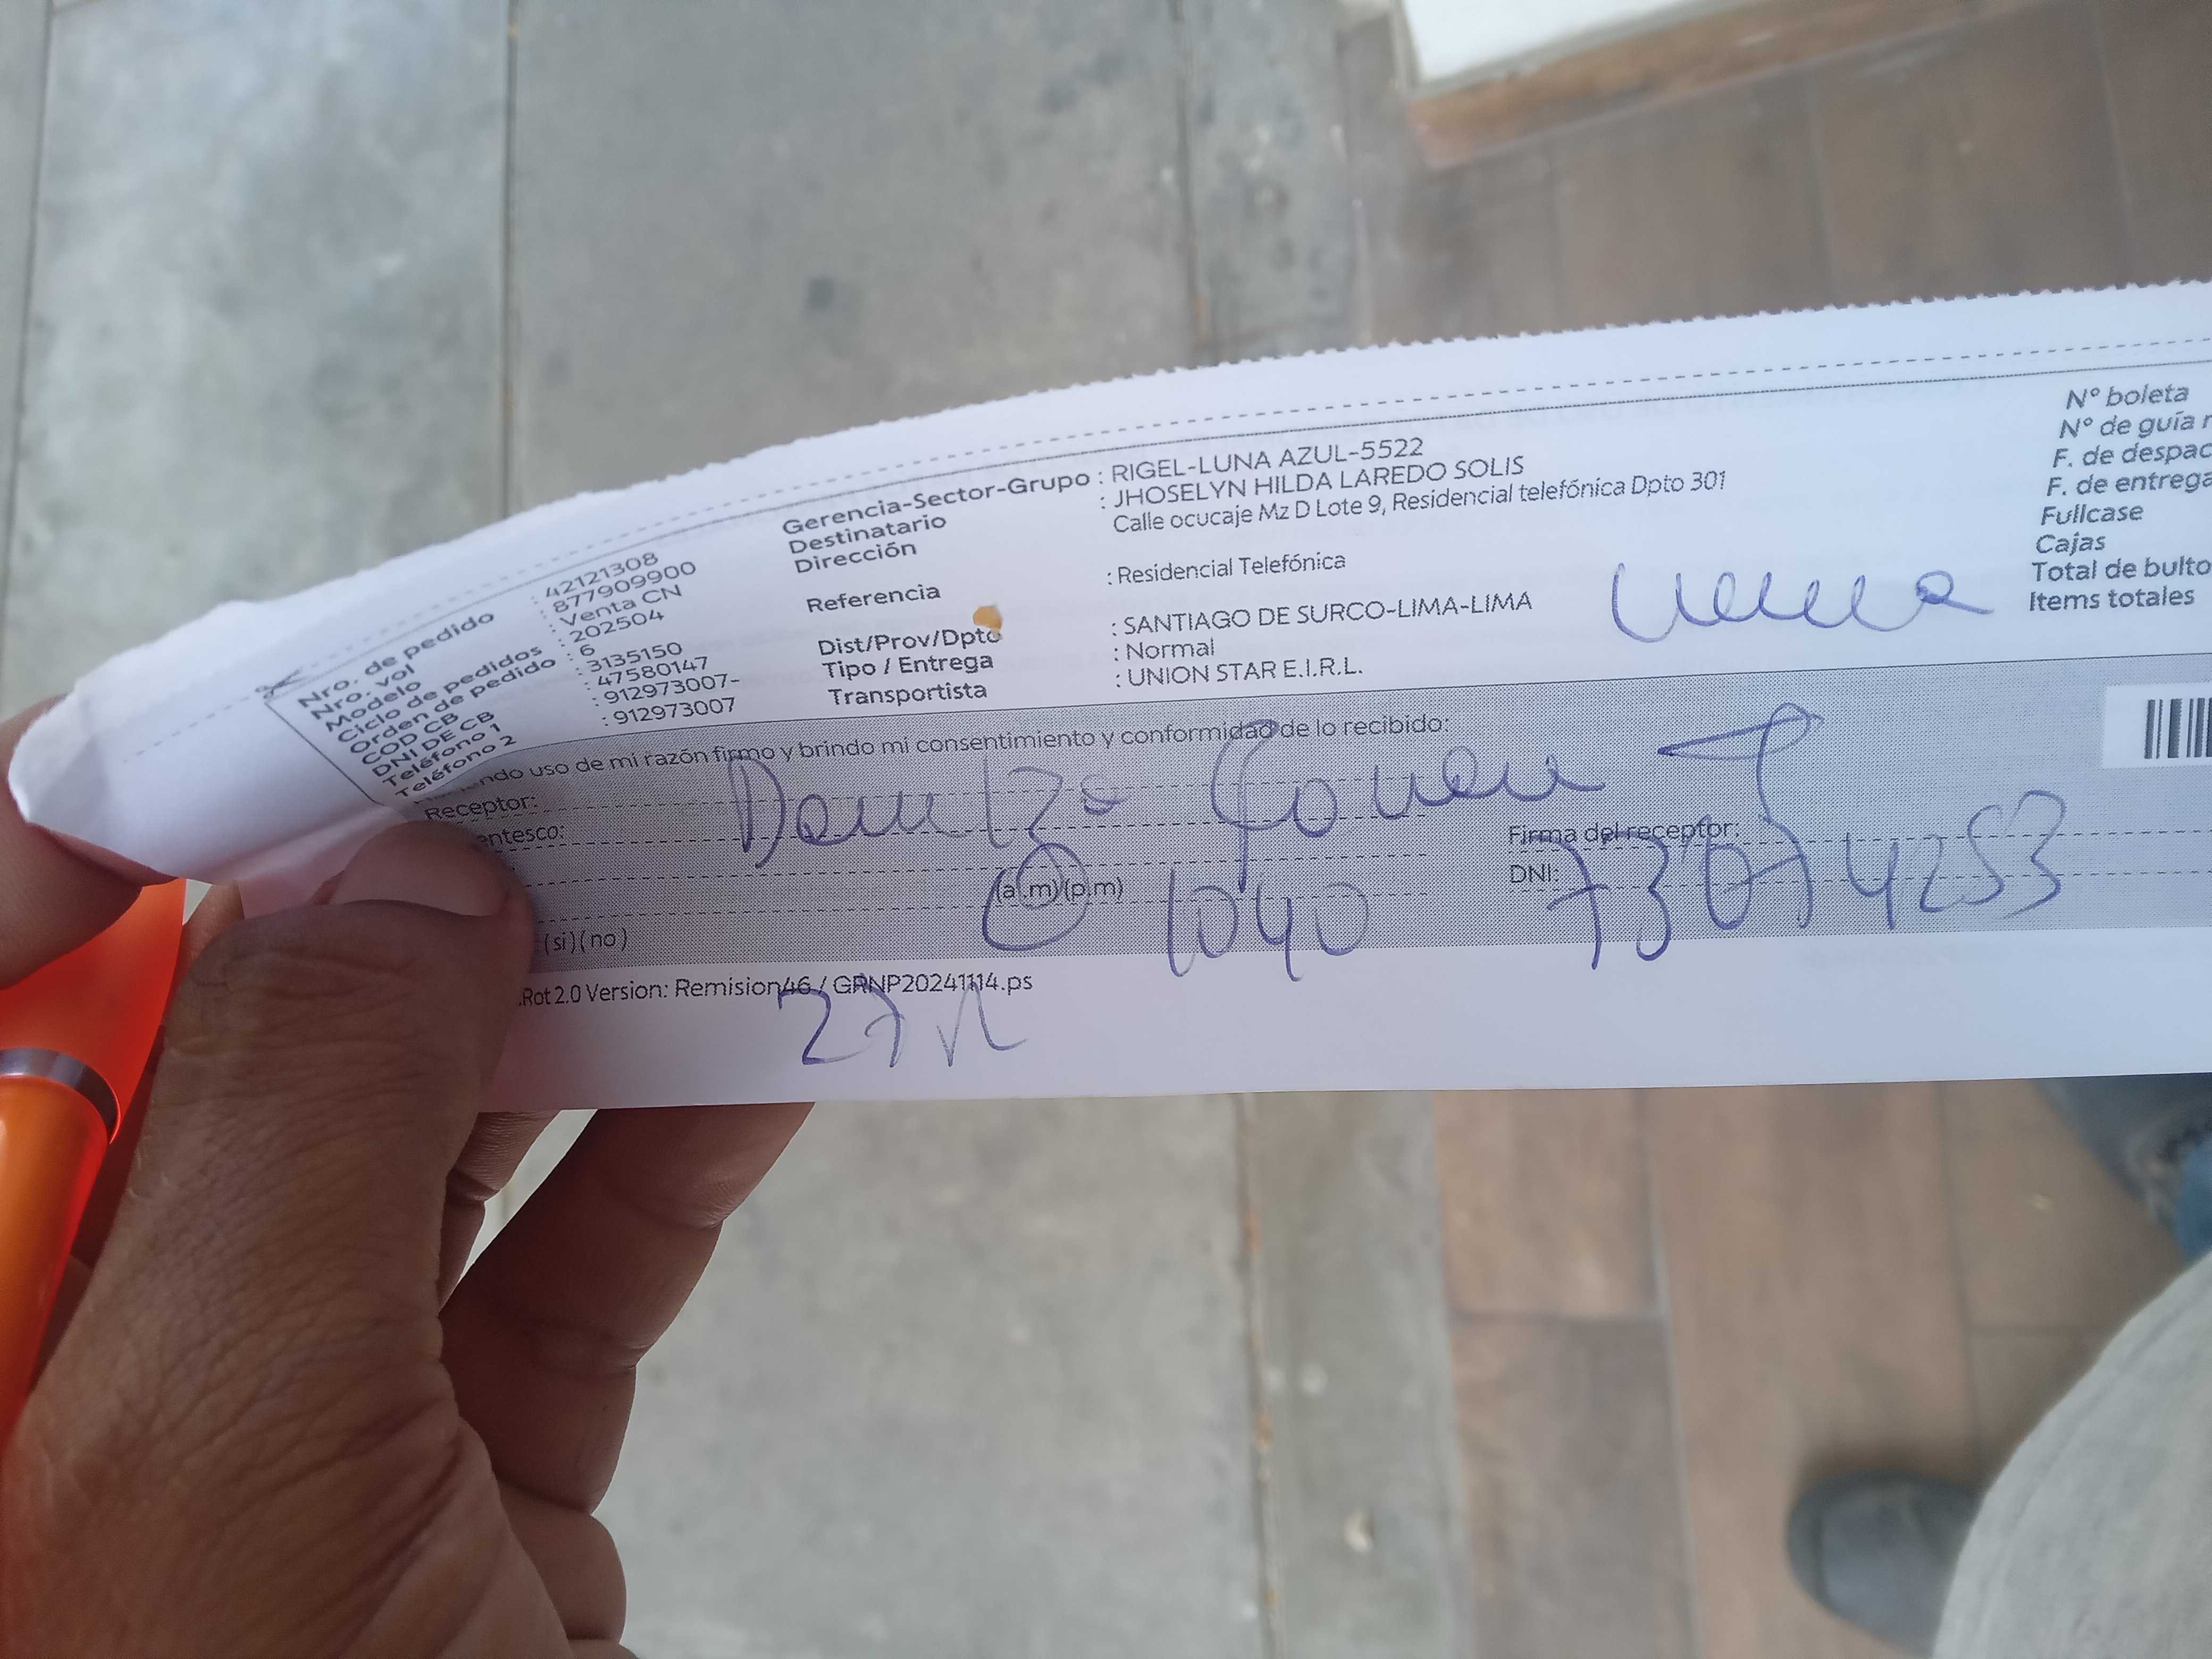 Nro. de pedido : 42121308
Nro. vol : 877909900
Modelo : Venta CN
Ciclo de pedidos : 202504
Orden de pedido : 6
COD CB : 3135150
DNI DE CB : 47580147
Teléfono 1 : 912973007-
Teléfono 2 : 912973007
Gerencia-Sector-Grupo : RIGEL-LUNA AZUL-5522
Destinatario : JHOSELYN HILDA LAREDO SOLIS
Dirección Calle ocucaje Mz D Lote 9, Residencial telefónica Dpto 301
Referencia : Residencial Telefónica
Dist/Prov/Dpto : SANTIAGO DE SURCO-LIMA-LIMA
Tipo / Entrega : Normal
Transportista : UNION STAR E.I.R.L.
N° boleta
N° de guía r
F. de despac
F. de entrega
Fullcase
Cajas
Total de bulto
Items totales
endo uso de mi razón firmo y brindo mi consentimiento y conformidad de lo recibido:
Receptor:
entesco:
Firma del receptor:
(a.m)(p.m) 1040
DNI: 73074253
(si)(no)
.Rot 2.0 Version: Remision46 / GRNP20241114.ps